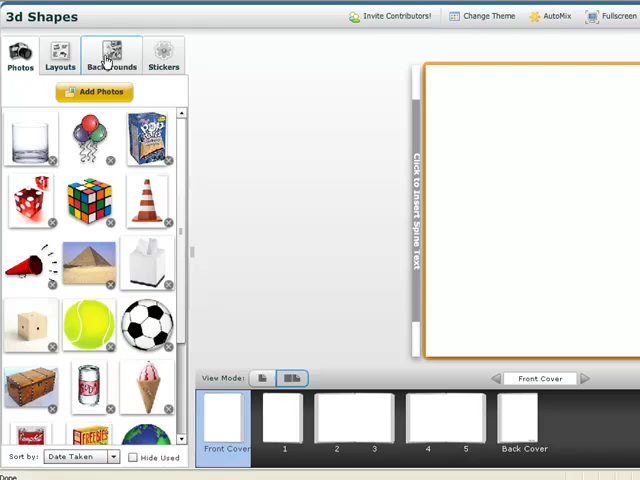 3d Shapes
Invite Contributors!
Change Theme
AutoMix
Fullscreen
Photos
Layouts
Backgrounds
Stickers
Add Photos
Pop
Click to Insert Spine Text
Campbell
View Mode:
Front Cover
Front Cover
1
2
3
4
5
Back Cover
Sort by:
Date Taken
Hide Used
Done